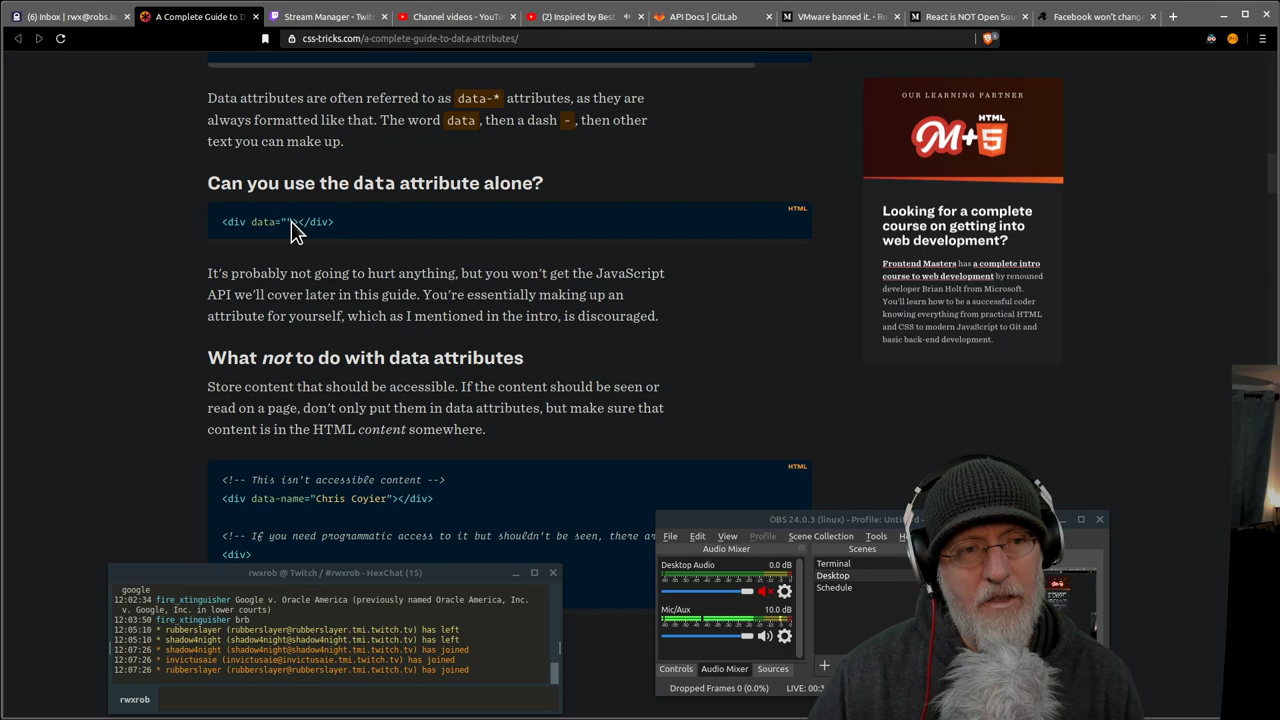 (6) Inbox | rwx@robs.io
A Complete Guide to D
Stream Manager - Twitc
Channel videos - YouTu
(2) Inspired by Best
API Docs | GitLab
VMware banned it. - Ro
React is NOT Open Sou
Facebook won't chang
css-tricks.com/a-complete-guide-to-data-attributes/
Data attributes are often referred to as data-* attributes, as they are
always formatted like that. The word data, then a dash -, then other
text you can make up.
Can you use the data attribute alone?
HTML
<div data=""></div>
It's probably not going to hurt anything, but you won't get the JavaScript
API we'll cover later in this guide. You're essentially making up an
attribute for yourself, which as I mentioned in the intro, is discouraged.
What not to do with data attributes
Store content that should be accessible. If the content should be seen or
read on a page, don't only put them in data attributes, but make sure that
content is in the HTML content somewhere.
HTML
<!-- This isn't accessible content -->
<div data-name="Chris Coyier"></div>
<!-- If you need programmatic access to it but shouldn't be seen, there ar
<div>
OUR LEARNING PARTNER
M+5
HTML
Looking for a complete
course on getting into
web development?
Frontend Masters has a complete intro
course to web development by renouned
developer Brian Holt from Microsoft.
You'll learn how to be a successful coder
knowing everything from practical HTML
and CSS to modern JavaScript to Git and
basic back-end development.
rwxrob @ Twitch / #rwxrob - HexChat (15)
google
12:02:34 fire_xtinguisher Google v. Oracle America (previously named Oracle America, Inc.
v. Google, Inc. in lower courts)
12:03:50 fire_xtinguisher brb
12:05:10 * rubberslayer (rubberslayer@rubberslayer.tmi.twitch.tv) has left
12:05:10 * shadow4night (shadow4night@shadow4night.tmi.twitch.tv) has left
12:07:26 * shadow4night (shadow4night@shadow4night.tmi.twitch.tv) has joined
12:07:26 * invictusaie (invictusaie@invictusaie.tmi.twitch.tv) has joined
12:07:26 * rubberslayer (rubberslayer@rubberslayer.tmi.twitch.tv) has joined
rwxrob
OBS 24.0.3 (linux) - Profile: Untitled -
File Edit View Profile Scene Collection Tools He
Audio Mixer
Scenes
Desktop Audio 0.0 dB
Mic/Aux 10.0 dB
Terminal
Desktop
Schedule
Controls Audio Mixer Sources
Dropped Frames 0 (0.0%) LIVE: 00:3